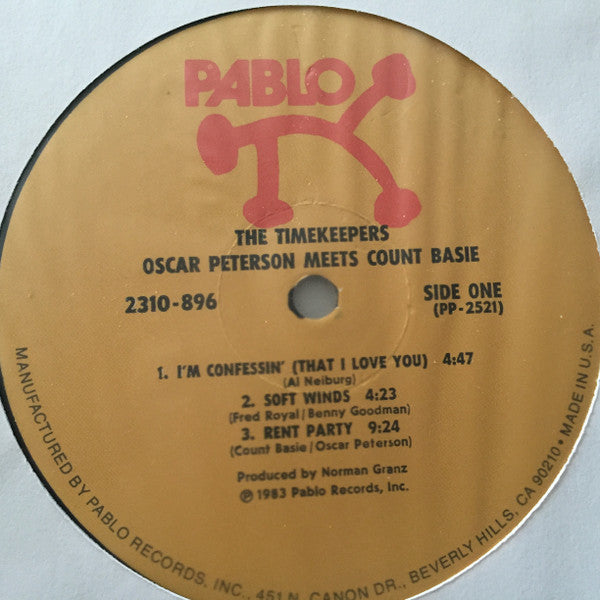 PABLO
THE TIMEKEEPERS
OSCAR PETERSON MEETS COUNT BASIE
2310-896
SIDE ONE
(PP-2521)
1. I'M CONFESSIN' (THAT I LOVE YOU) 4:47
(Al Neiburg)
2. SOFT WINDS 4:23
(Fred Royal/Benny Goodman)
3. RENT PARTY 9:24
(Count Basie/Oscar Peterson)
Produced by Norman Granz
℗ 1983 Pablo Records, Inc.
MANUFACTURED BY PABLO RECORDS, INC., 451 N. CANON DR., BEVERLY HILLS, CA 90210 • MADE IN U.S.A.